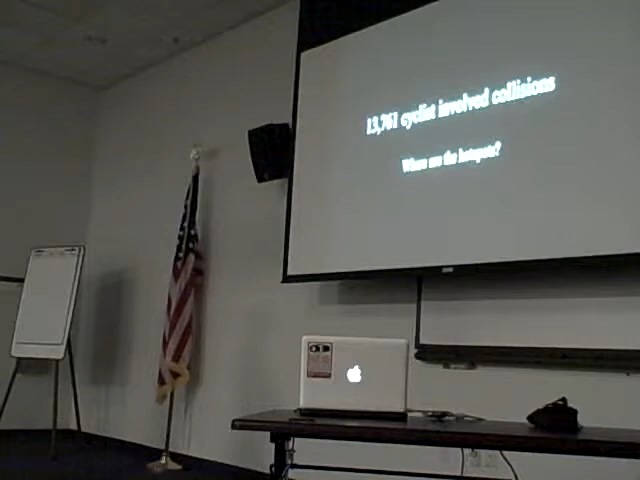 13,761 cyclist involved collisions
Where are the hotspots?